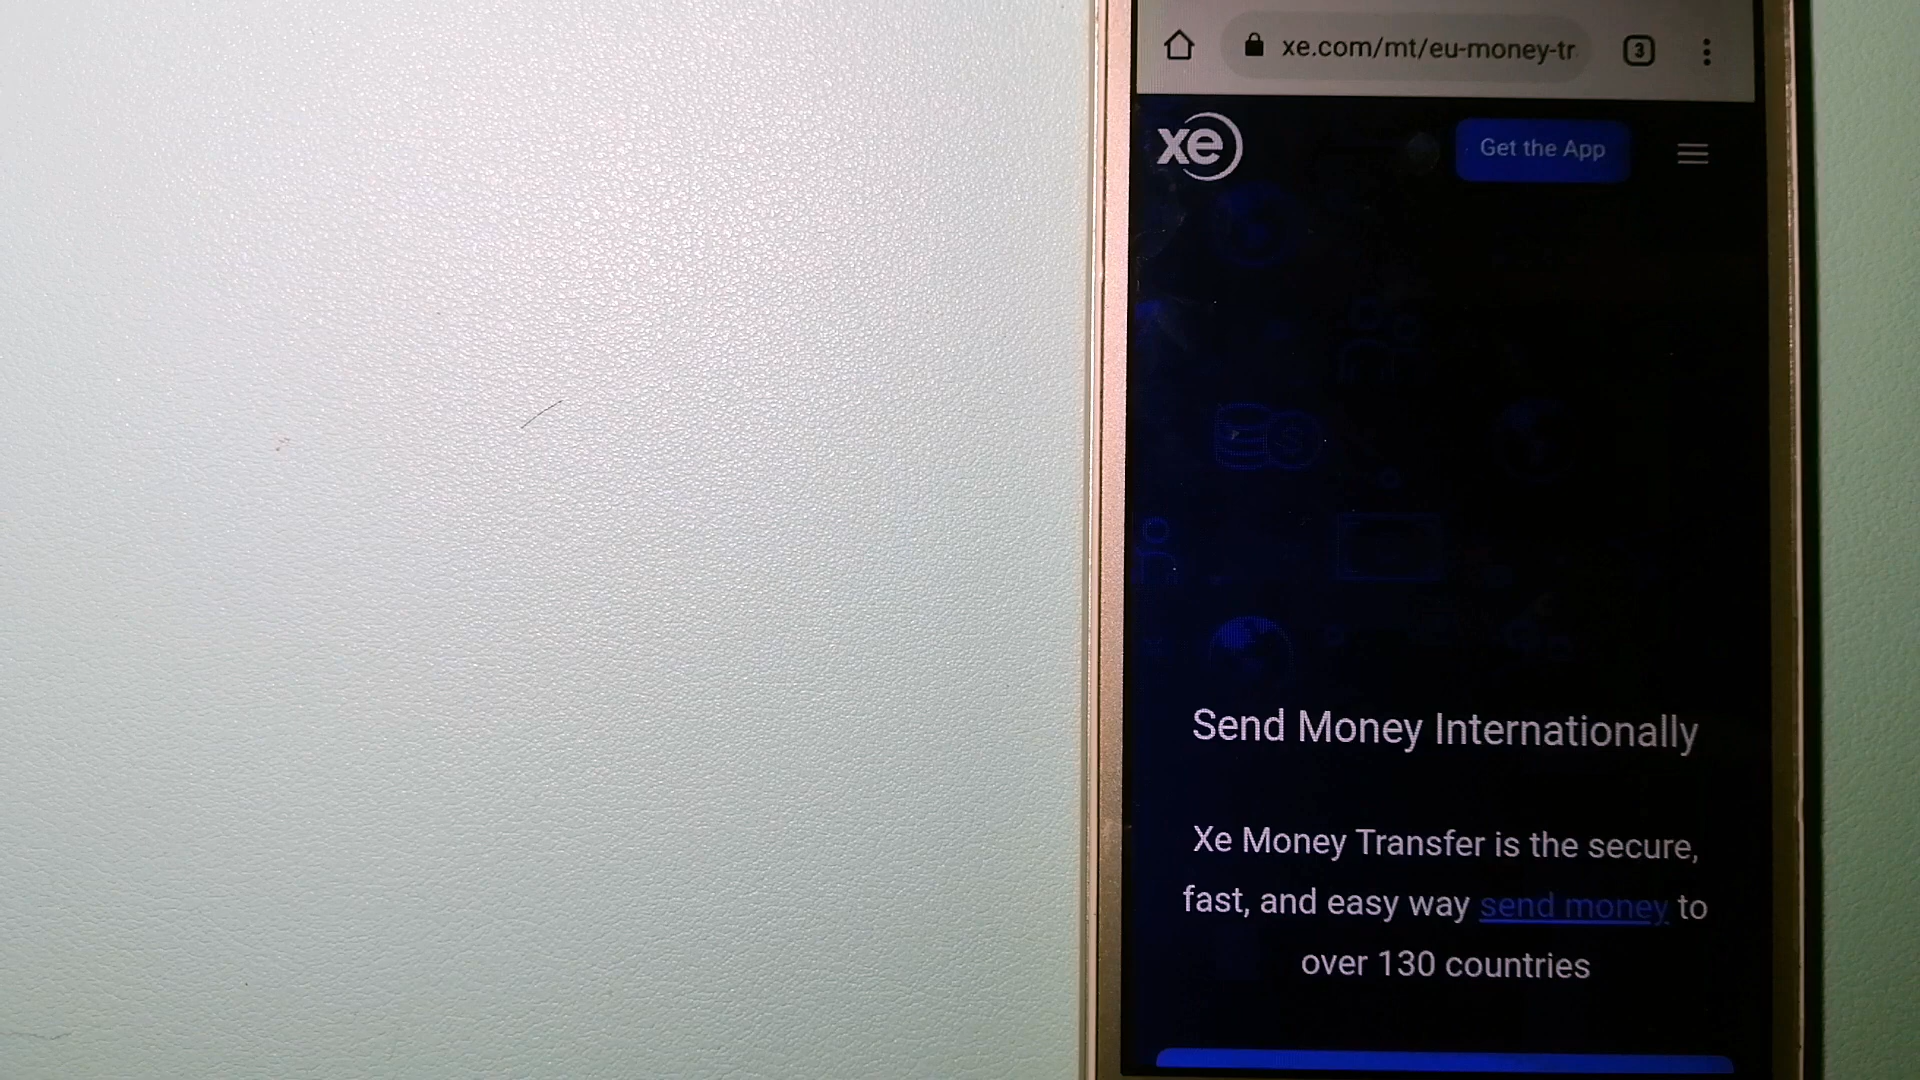 xe.com/mt/eu-money-tr
3
xe
Get the App
Send Money Internationally
Xe Money Transfer is the secure,
fast, and easy way send money to
over 130 countries